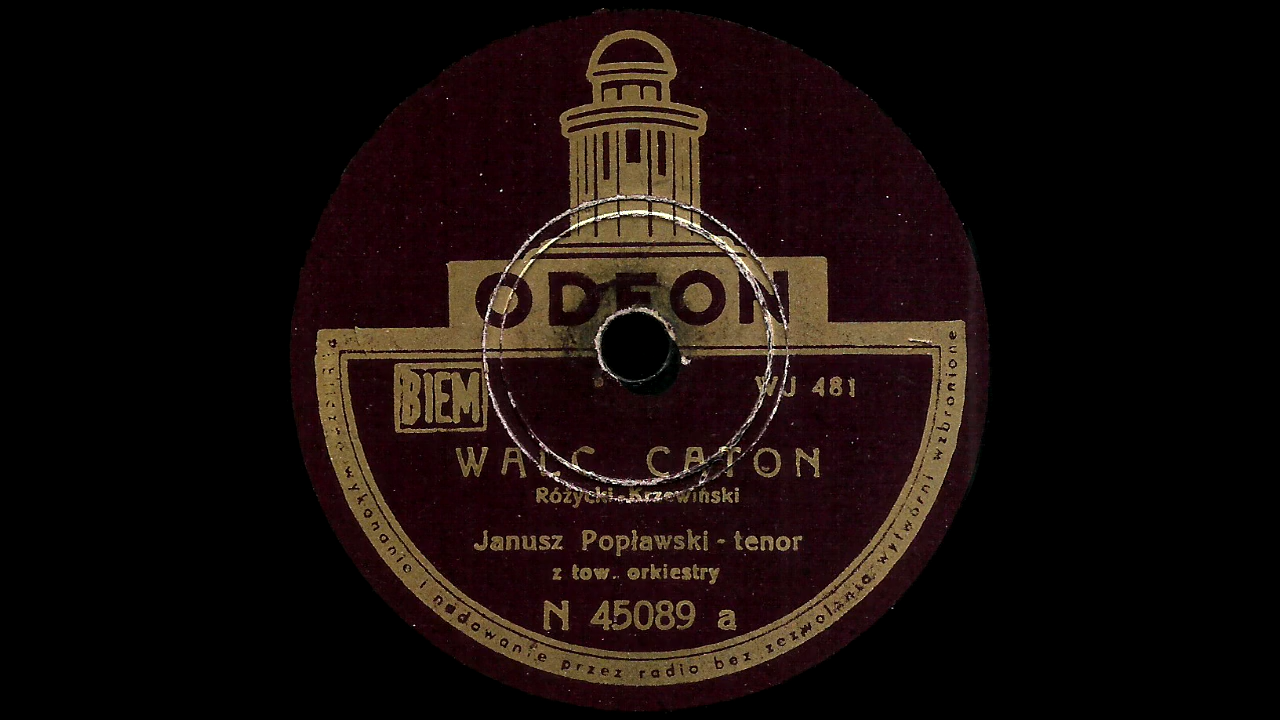 ODEON
BIEM
WJ 481
WALC CATON
Różycki-Krzewiński
Janusz Popławski - tenor
z tow. orkiestry
N 45089 a
wykonanie i nadawanie przez radio bez zezwolenia wytwórni wzbronione